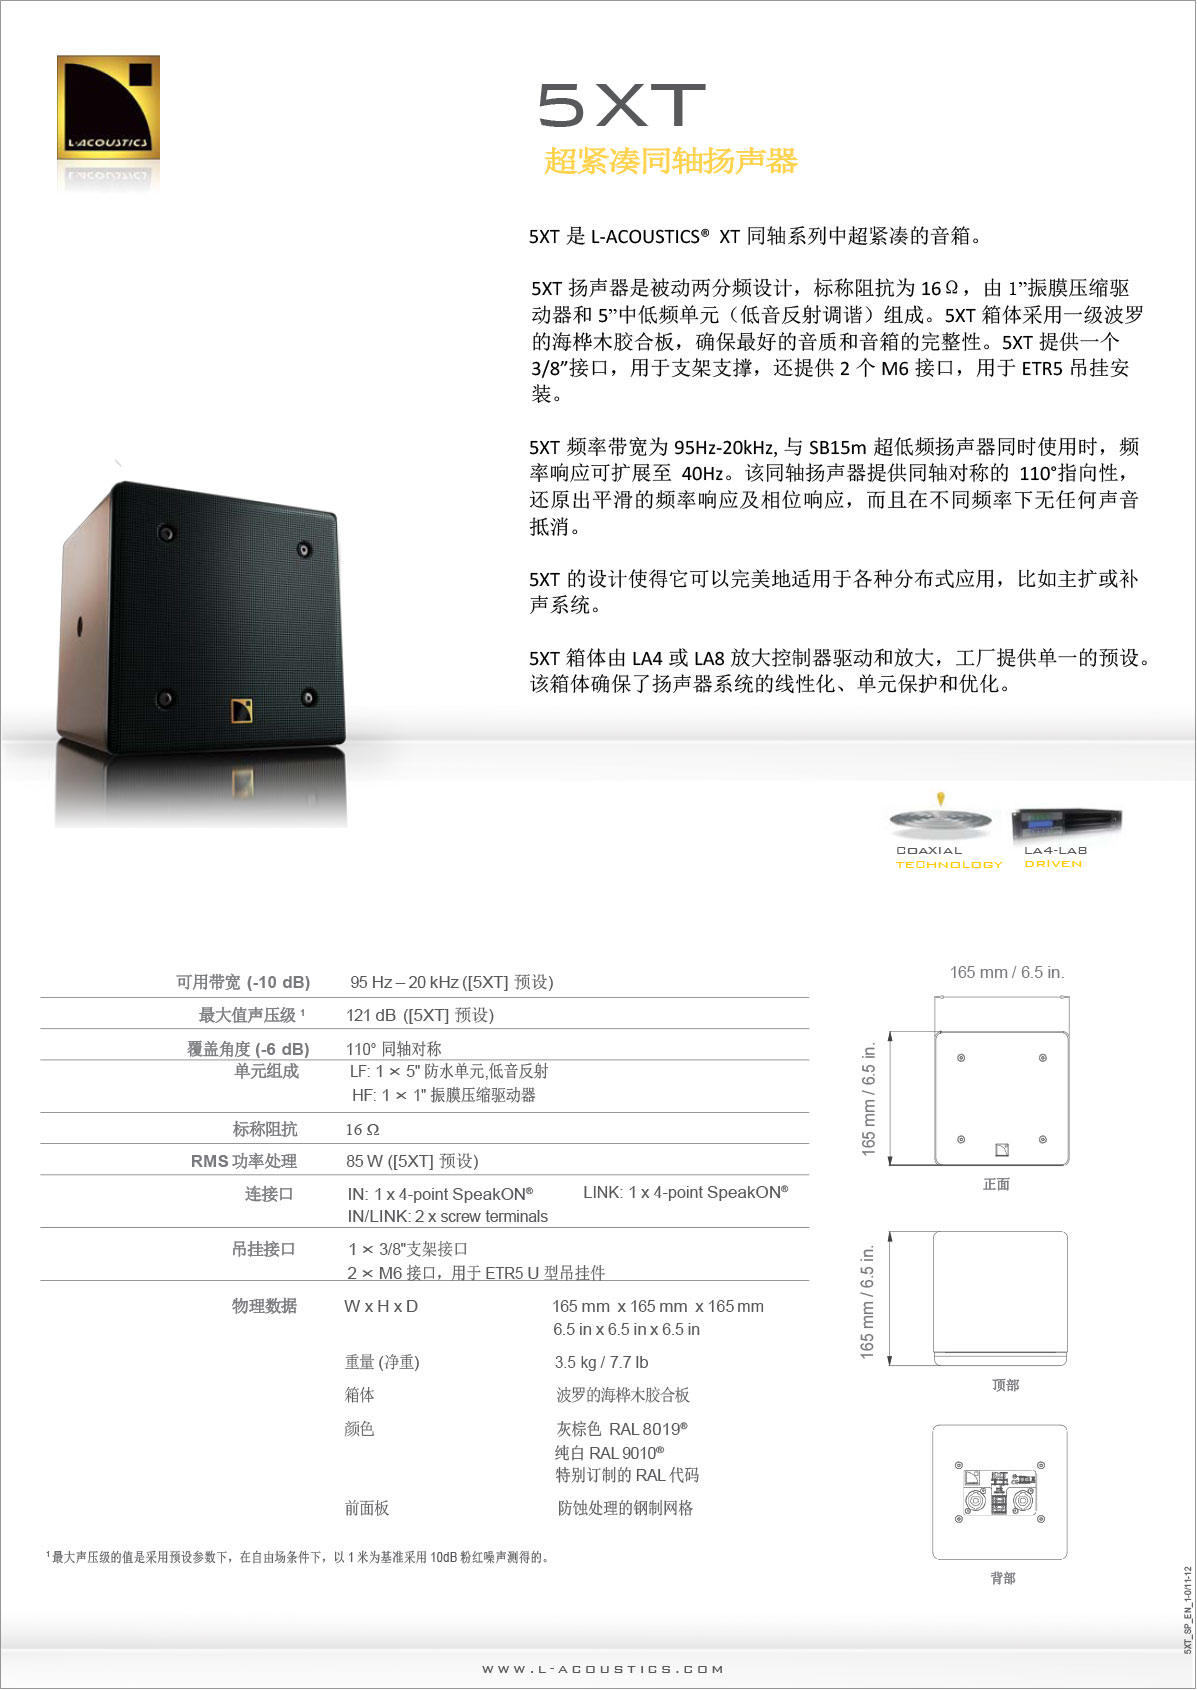 L-ACOUSTICS
5XT
超紧凑同轴扬声器
5XT 是 L-ACOUSTICS® XT 同轴系列中超紧凑的音箱。
5XT 扬声器是被动两分频设计，标称阻抗为 16Ω，由 1”振膜压缩驱
动器和 5”中低频单元（低音反射调谐）组成。5XT 箱体采用一级波罗
的海桦木胶合板，确保最好的音质和音箱的完整性。5XT 提供一个
3/8”接口，用于支架支撑，还提供 2 个 M6 接口，用于 ETR5 吊挂安
装。
5XT 频率带宽为 95Hz-20kHz, 与 SB15m 超低频扬声器同时使用时，频
率响应可扩展至 40Hz。该同轴扬声器提供同轴对称的 110°指向性，
还原出平滑的频率响应及相位响应，而且在不同频率下无任何声音
抵消。
5XT 的设计使得它可以完美地适用于各种分布式应用，比如主扩或补
声系统。
5XT 箱体由 LA4 或 LA8 放大控制器驱动和放大，工厂提供单一的预设。
该箱体确保了扬声器系统的线性化、单元保护和优化。
COAXIAL
TECHNOLOGY
LA4-LA8
DRIVEN
可用带宽 (-10 dB) 95 Hz – 20 kHz ([5XT] 预设)
最大值声压级 ¹ 121 dB ([5XT] 预设)
覆盖角度 (-6 dB) 110° 同轴对称
单元组成 LF: 1 × 5" 防水单元,低音反射
HF: 1 × 1" 振膜压缩驱动器
标称阻抗 16 Ω
RMS 功率处理 85 W ([5XT] 预设)
连接口 IN: 1 x 4-point SpeakON® LINK: 1 x 4-point SpeakON®
IN/LINK: 2 x screw terminals
吊挂接口 1 × 3/8"支架接口
2 × M6 接口，用于 ETR5 U 型吊挂件
物理数据 W x H x D 165 mm x 165 mm x 165 mm
6.5 in x 6.5 in x 6.5 in
重量 (净重) 3.5 kg / 7.7 lb
箱体 波罗的海桦木胶合板
颜色 灰棕色 RAL 8019®
纯白 RAL 9010®
特别订制的 RAL 代码
前面板 防蚀处理的钢制网格
¹ 最大声压级的值是采用预设参数下，在自由场条件下，以 1 米为基准采用 10dB 粉红噪声测得的。
165 mm / 6.5 in.
165 mm / 6.5 in.
正面
165 mm / 6.5 in.
顶部
背部
5XT_SP_EN_1-0/11-12
WWW.L-ACOUSTICS.COM